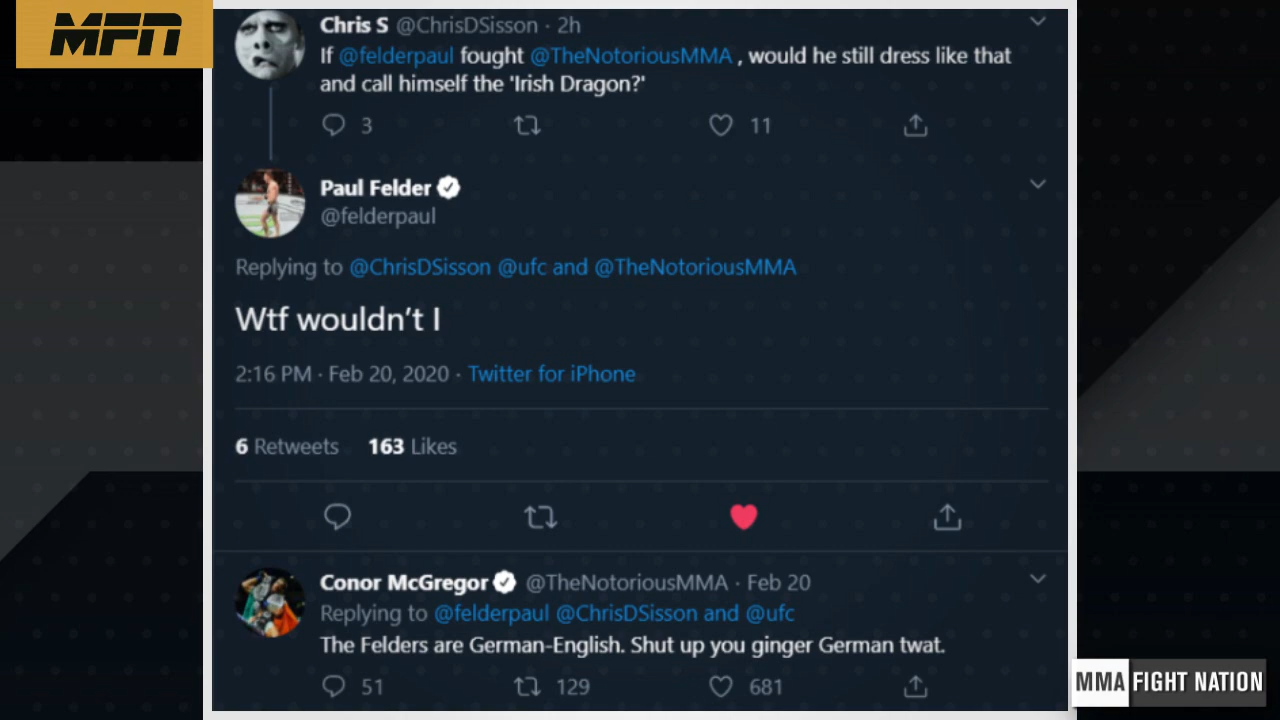 MFN
Chris S @ChrisDSisson · 2h
If @felderpaul fought @TheNotoriousMMA , would he still dress like that
and call himself the 'Irish Dragon?'
3 11
Paul Felder
@felderpaul
Replying to @ChrisDSisson @ufc and @TheNotoriousMMA
Wtf wouldn't I
2:16 PM · Feb 20, 2020 · Twitter for iPhone
6 Retweets 163 Likes
Conor McGregor @TheNotoriousMMA · Feb 20
Replying to @felderpaul @ChrisDSisson and @ufc
The Felders are German-English. Shut up you ginger German twat.
51 129 681
MMA FIGHT NATION